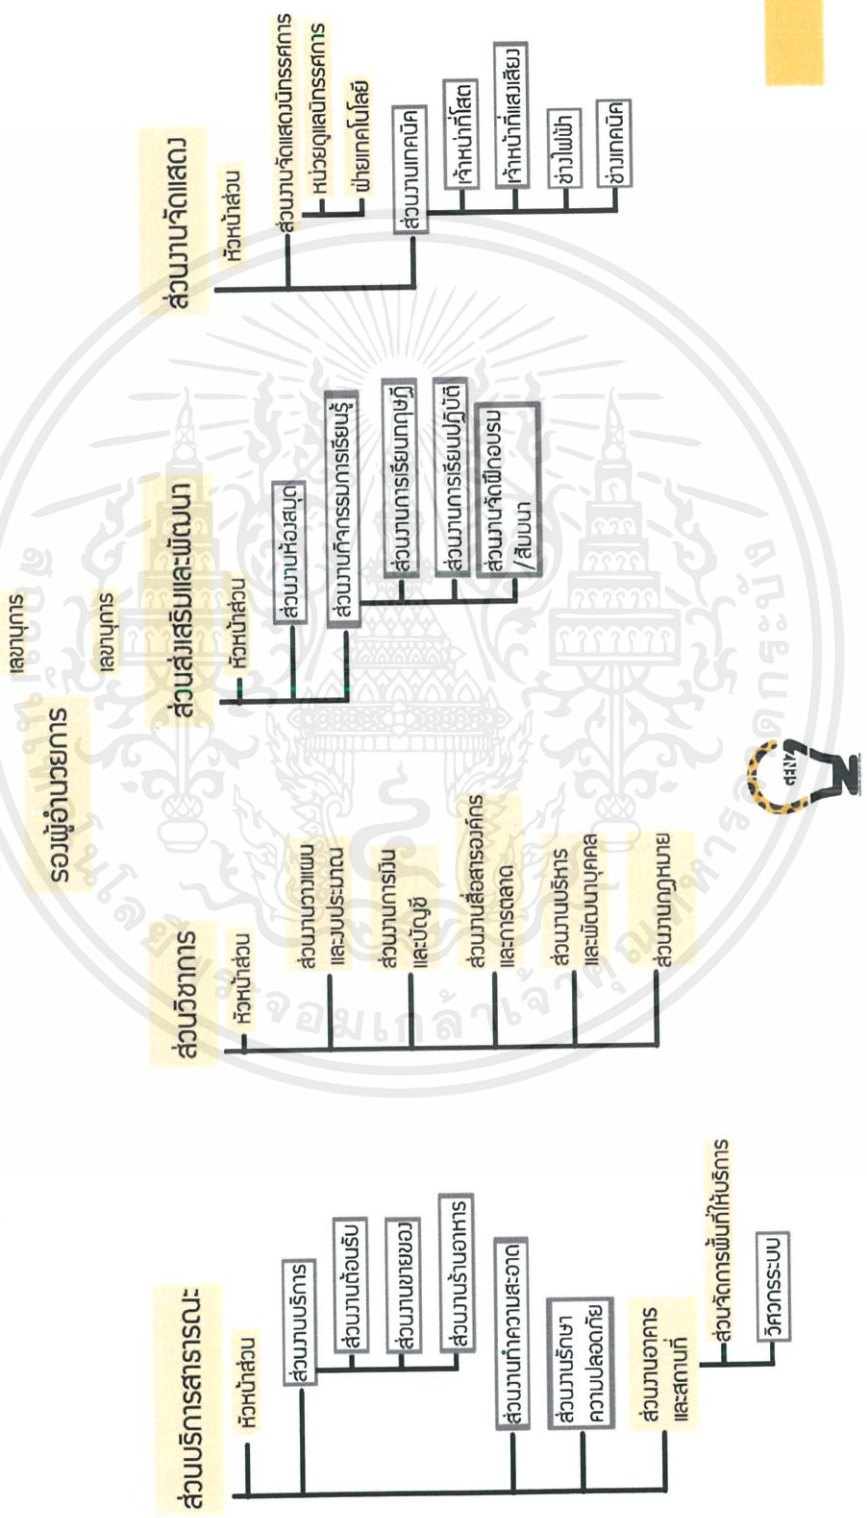 เลขานุการ
รองผู้อำนวยการ
เลขานุการ
ส่วนบริการสาธารณะ
หัวหน้าส่วน
ส่วนงานบริการ
ส่วนงานต้อนรับ
ส่วนงานขายของ
ส่วนงานร้านอาหาร
ส่วนงานทำความสะอาด
ส่วนงานรักษา
ความปลอดภัย
ส่วนงานอาคาร
และสถานที่
ส่วนจัดการพื้นที่ให้บริการ
วิศวกรระบบ
ส่วนวิชาการ
หัวหน้าส่วน
ส่วนงานวางแผน
และงบประมาณ
ส่วนงานการเงิน
และบัญชี
ส่วนงานสื่อสารองค์กร
และการตลาด
ส่วนงานบริหาร
และพัฒนาบุคคล
ส่วนงานกฎหมาย
ส่วนส่งเสริมและพัฒนา
หัวหน้าส่วน
ส่วนงานห้องสมุด
ส่วนงานกิจกรรมการเรียนรู้
ส่วนงานการเรียนทฤษฎี
ส่วนงานการเรียนปฏิบัติ
ส่วนงานจัดฝึกอบรม
/สัมมนา
ส่วนงานจัดแสดง
หัวหน้าส่วน
ส่วนงานจัดแสดงนิทรรศการ
หน่วยดูแลนิทรรศการ
ฝ่ายเทคโนโลยี
ส่วนงานเทคนิค
เจ้าหน้าที่โสต
เจ้าหน้าที่แสงเสียง
ช่างไฟฟ้า
ช่างเทคนิค